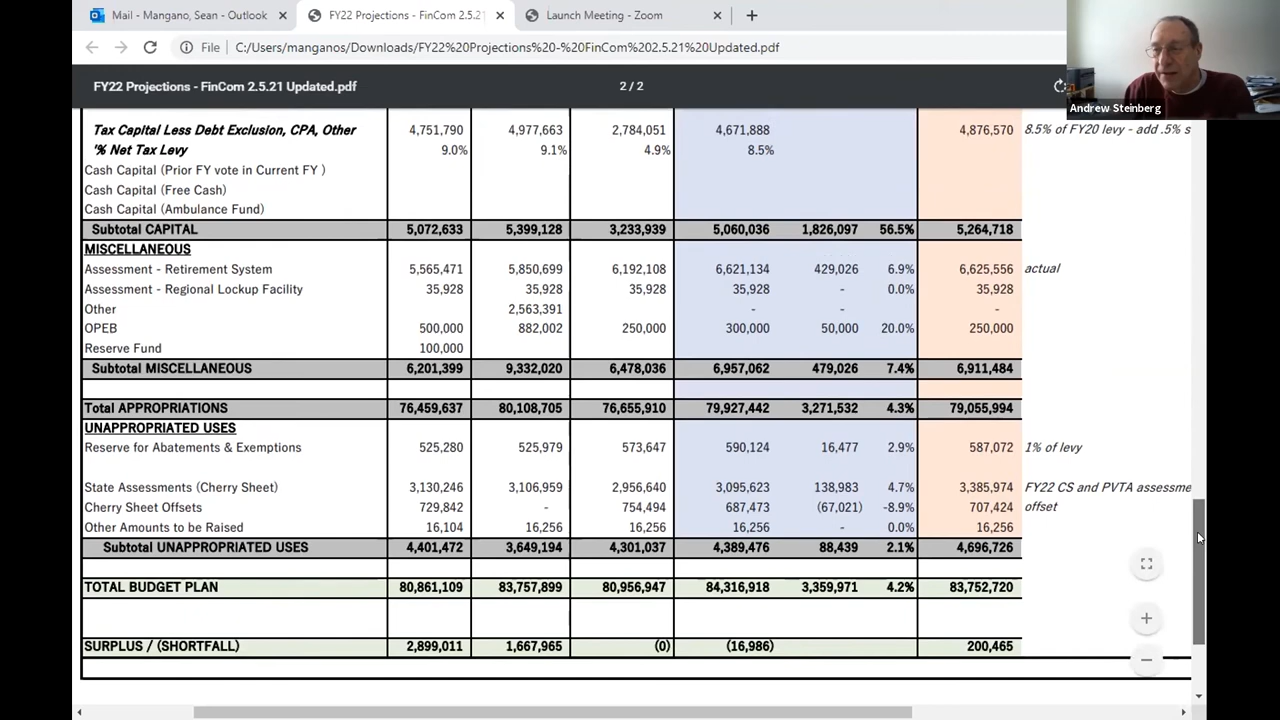 Mail - Mangano, Sean - Outlook
FY22 Projections - FinCom 2.5.21
Launch Meeting - Zoom
File C:/Users/manganos/Downloads/FY22%20Projections%20-%20FinCom%202.5.21%20Updated.pdf
FY22 Projections - FinCom 2.5.21 Updated.pdf 2 / 2
Andrew Steinberg
Tax Capital Less Debt Exclusion, CPA, Other 4,751,790 4,977,663 2,784,051 4,671,888 4,876,570 8.5% of FY20 levy - add .5% s
'% Net Tax Levy 9.0% 9.1% 4.9% 8.5%
Cash Capital (Prior FY vote in Current FY )
Cash Capital (Free Cash)
Cash Capital (Ambulance Fund)
Subtotal CAPITAL 5,072,633 5,399,128 3,233,939 5,060,036 1,826,097 56.5% 5,264,718
MISCELLANEOUS
Assessment - Retirement System 5,565,471 5,850,699 6,192,108 6,621,134 429,026 6.9% 6,625,556 actual
Assessment - Regional Lockup Facility 35,928 35,928 35,928 35,928 - 0.0% 35,928
Other 2,563,391 - - -
OPEB 500,000 882,002 250,000 300,000 50,000 20.0% 250,000
Reserve Fund 100,000
Subtotal MISCELLANEOUS 6,201,399 9,332,020 6,478,036 6,957,062 479,026 7.4% 6,911,484
Total APPROPRIATIONS 76,459,637 80,108,705 76,655,910 79,927,442 3,271,532 4.3% 79,055,994
UNAPPROPRIATED USES
Reserve for Abatements & Exemptions 525,280 525,979 573,647 590,124 16,477 2.9% 587,072 1% of levy
State Assessments (Cherry Sheet) 3,130,246 3,106,959 2,956,640 3,095,623 138,983 4.7% 3,385,974 FY22 CS and PVTA assessme
Cherry Sheet Offsets 729,842 - 754,494 687,473 (67,021) -8.9% 707,424 offset
Other Amounts to be Raised 16,104 16,256 16,256 16,256 - 0.0% 16,256
Subtotal UNAPPROPRIATED USES 4,401,472 3,649,194 4,301,037 4,389,476 88,439 2.1% 4,696,726
TOTAL BUDGET PLAN 80,861,109 83,757,899 80,956,947 84,316,918 3,359,971 4.2% 83,752,720
SURPLUS / (SHORTFALL) 2,899,011 1,667,965 (0) (16,986) 200,465